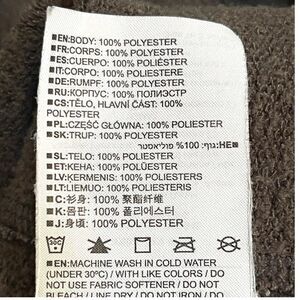 ■EN:BODY: 100% POLYESTER
■FR:CORPS: 100% POLYESTER
■ES:CUERPO: 100% POLIÉSTER
■IT:CORPO: 100% POLIESTERE
■DE:RUMPF: 100% POLYESTER
■RU:КОРПУС: 100% ПОЛИЭСТР
■CS:TĚLO, HLAVNÍ ČÁST: 100%
POLYESTER
■PL:CZĘŚĆ GŁÓWNA: 100% POLIESTER
■SK:TRUP: 100% POLYESTER
■HE:גוף: 100% פוליאסטר
■SL:TELO: 100% POLIESTER
■ET:KEHA: 100% POLÜESTER
■LV:ĶERMENIS: 100% POLIESTERIS
■LT:LIEMUO: 100% POLIESTERIS
■C:衫身: 100% 聚酯纤维
■K:몸판: 100% 폴리에스터
■J:身頃: 100% POLYESTER
■EN:MACHINE WASH IN COLD WATER
(UNDER 30ºC) / WITH LIKE COLORS / DO
NOT USE FABRIC SOFTENER / DO NOT
BLEACH / LINE DRY / DO NOT IRON / DO